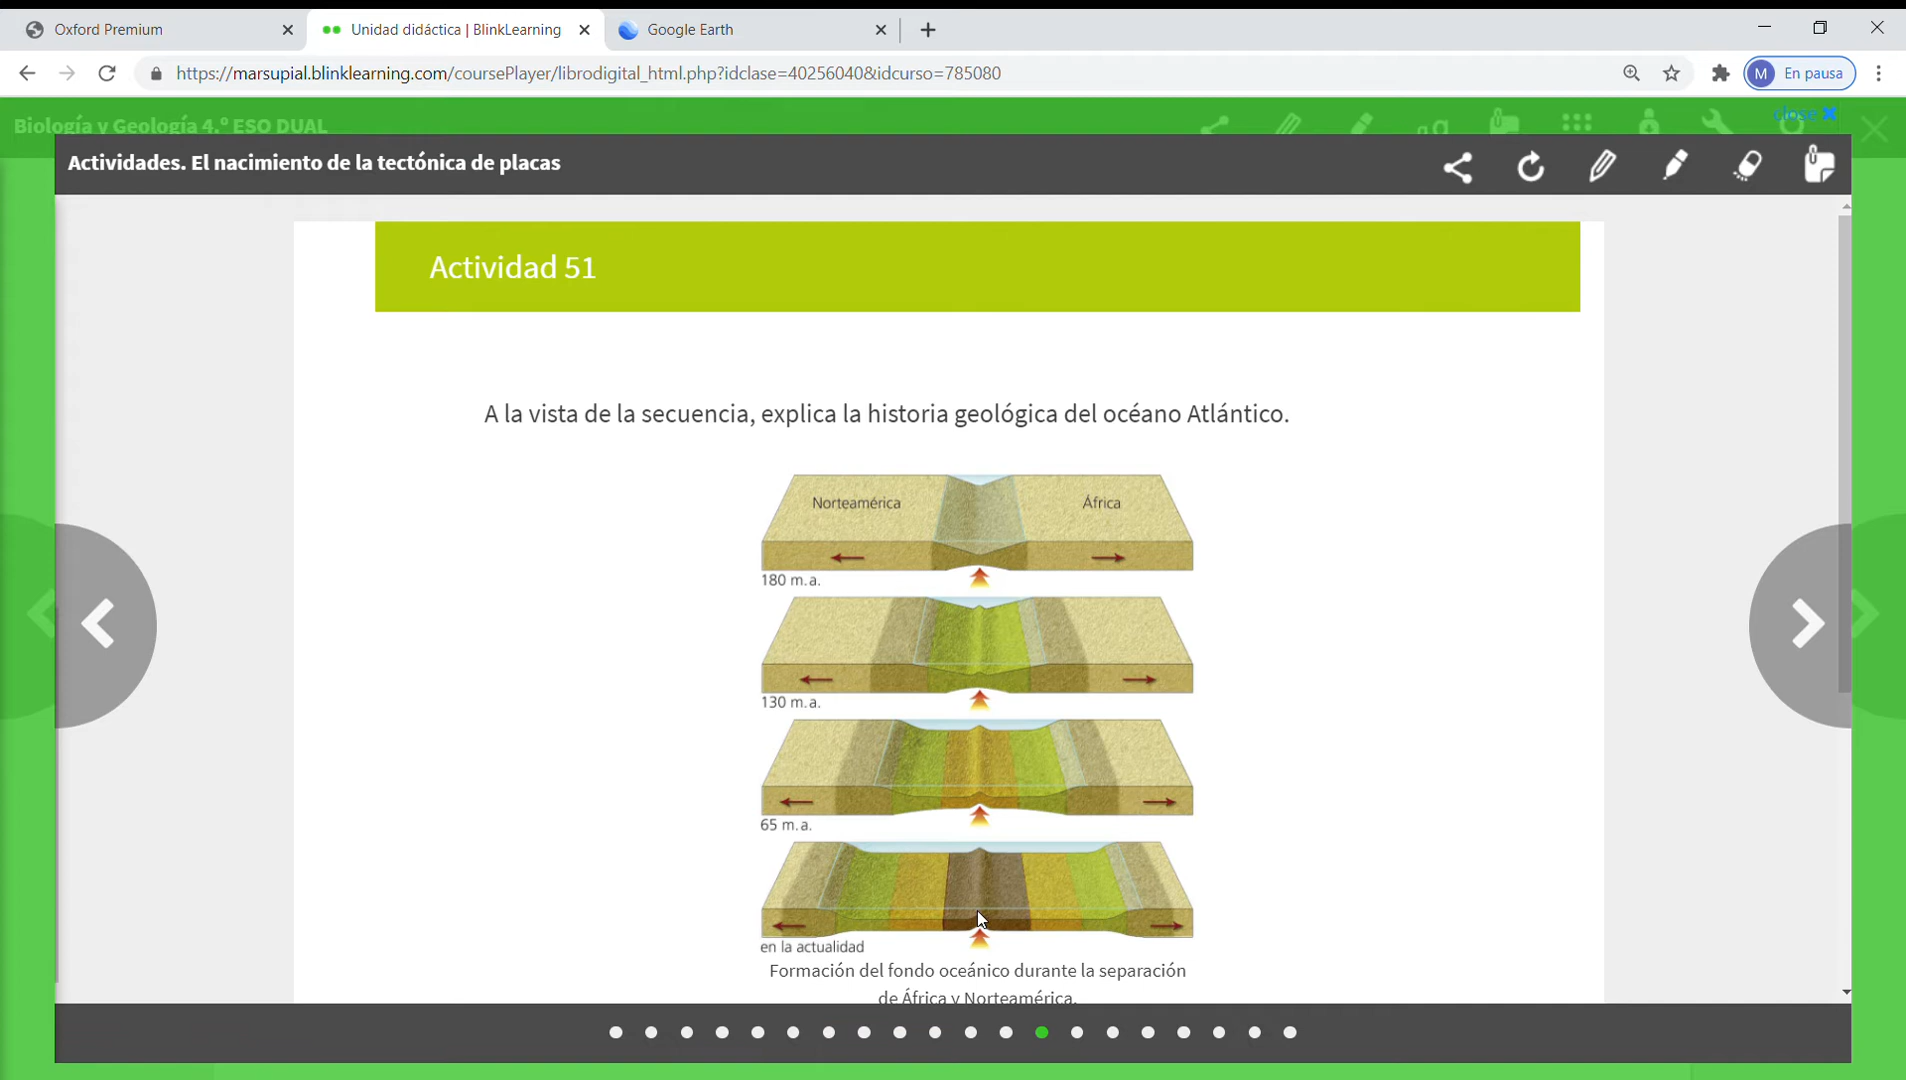 Oxford Premium
Unidad didáctica | BlinkLearning
Google Earth
https://marsupial.blinklearning.com/coursePlayer/librodigital_html.php?idclase=40256040&idcurso=785080
M
En pausa
Biología y Geología 4.º ESO DUAL
close
Actividades. El nacimiento de la tectónica de placas
Actividad 51
A la vista de la secuencia, explica la historia geológica del océano Atlántico.
Norteamérica
África
180 m.a.
130 m.a.
65 m.a.
en la actualidad
Formación del fondo oceánico durante la separación
de África y Norteamérica.